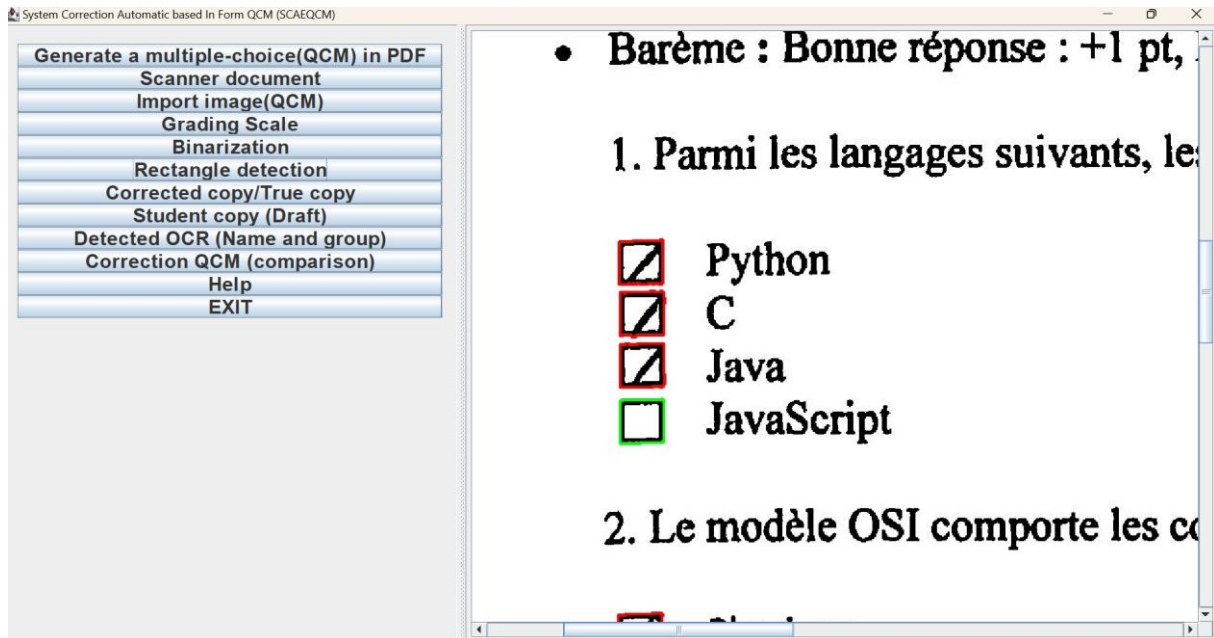 System Correction Automatic based In Form QCM (SCAEQCM)
Generate a multiple-choice(QCM) in PDF
Scanner document
Import image(QCM)
Grading Scale
Binarization
Rectangle detection
Corrected copy/True copy
Student copy (Draft)
Detected OCR (Name and group)
Correction QCM (comparison)
Help
EXIT
• Barème : Bonne réponse : +1 pt,
1. Parmi les langages suivants,
Python
C
Java
JavaScript
2. Le modèle OSI comporte les